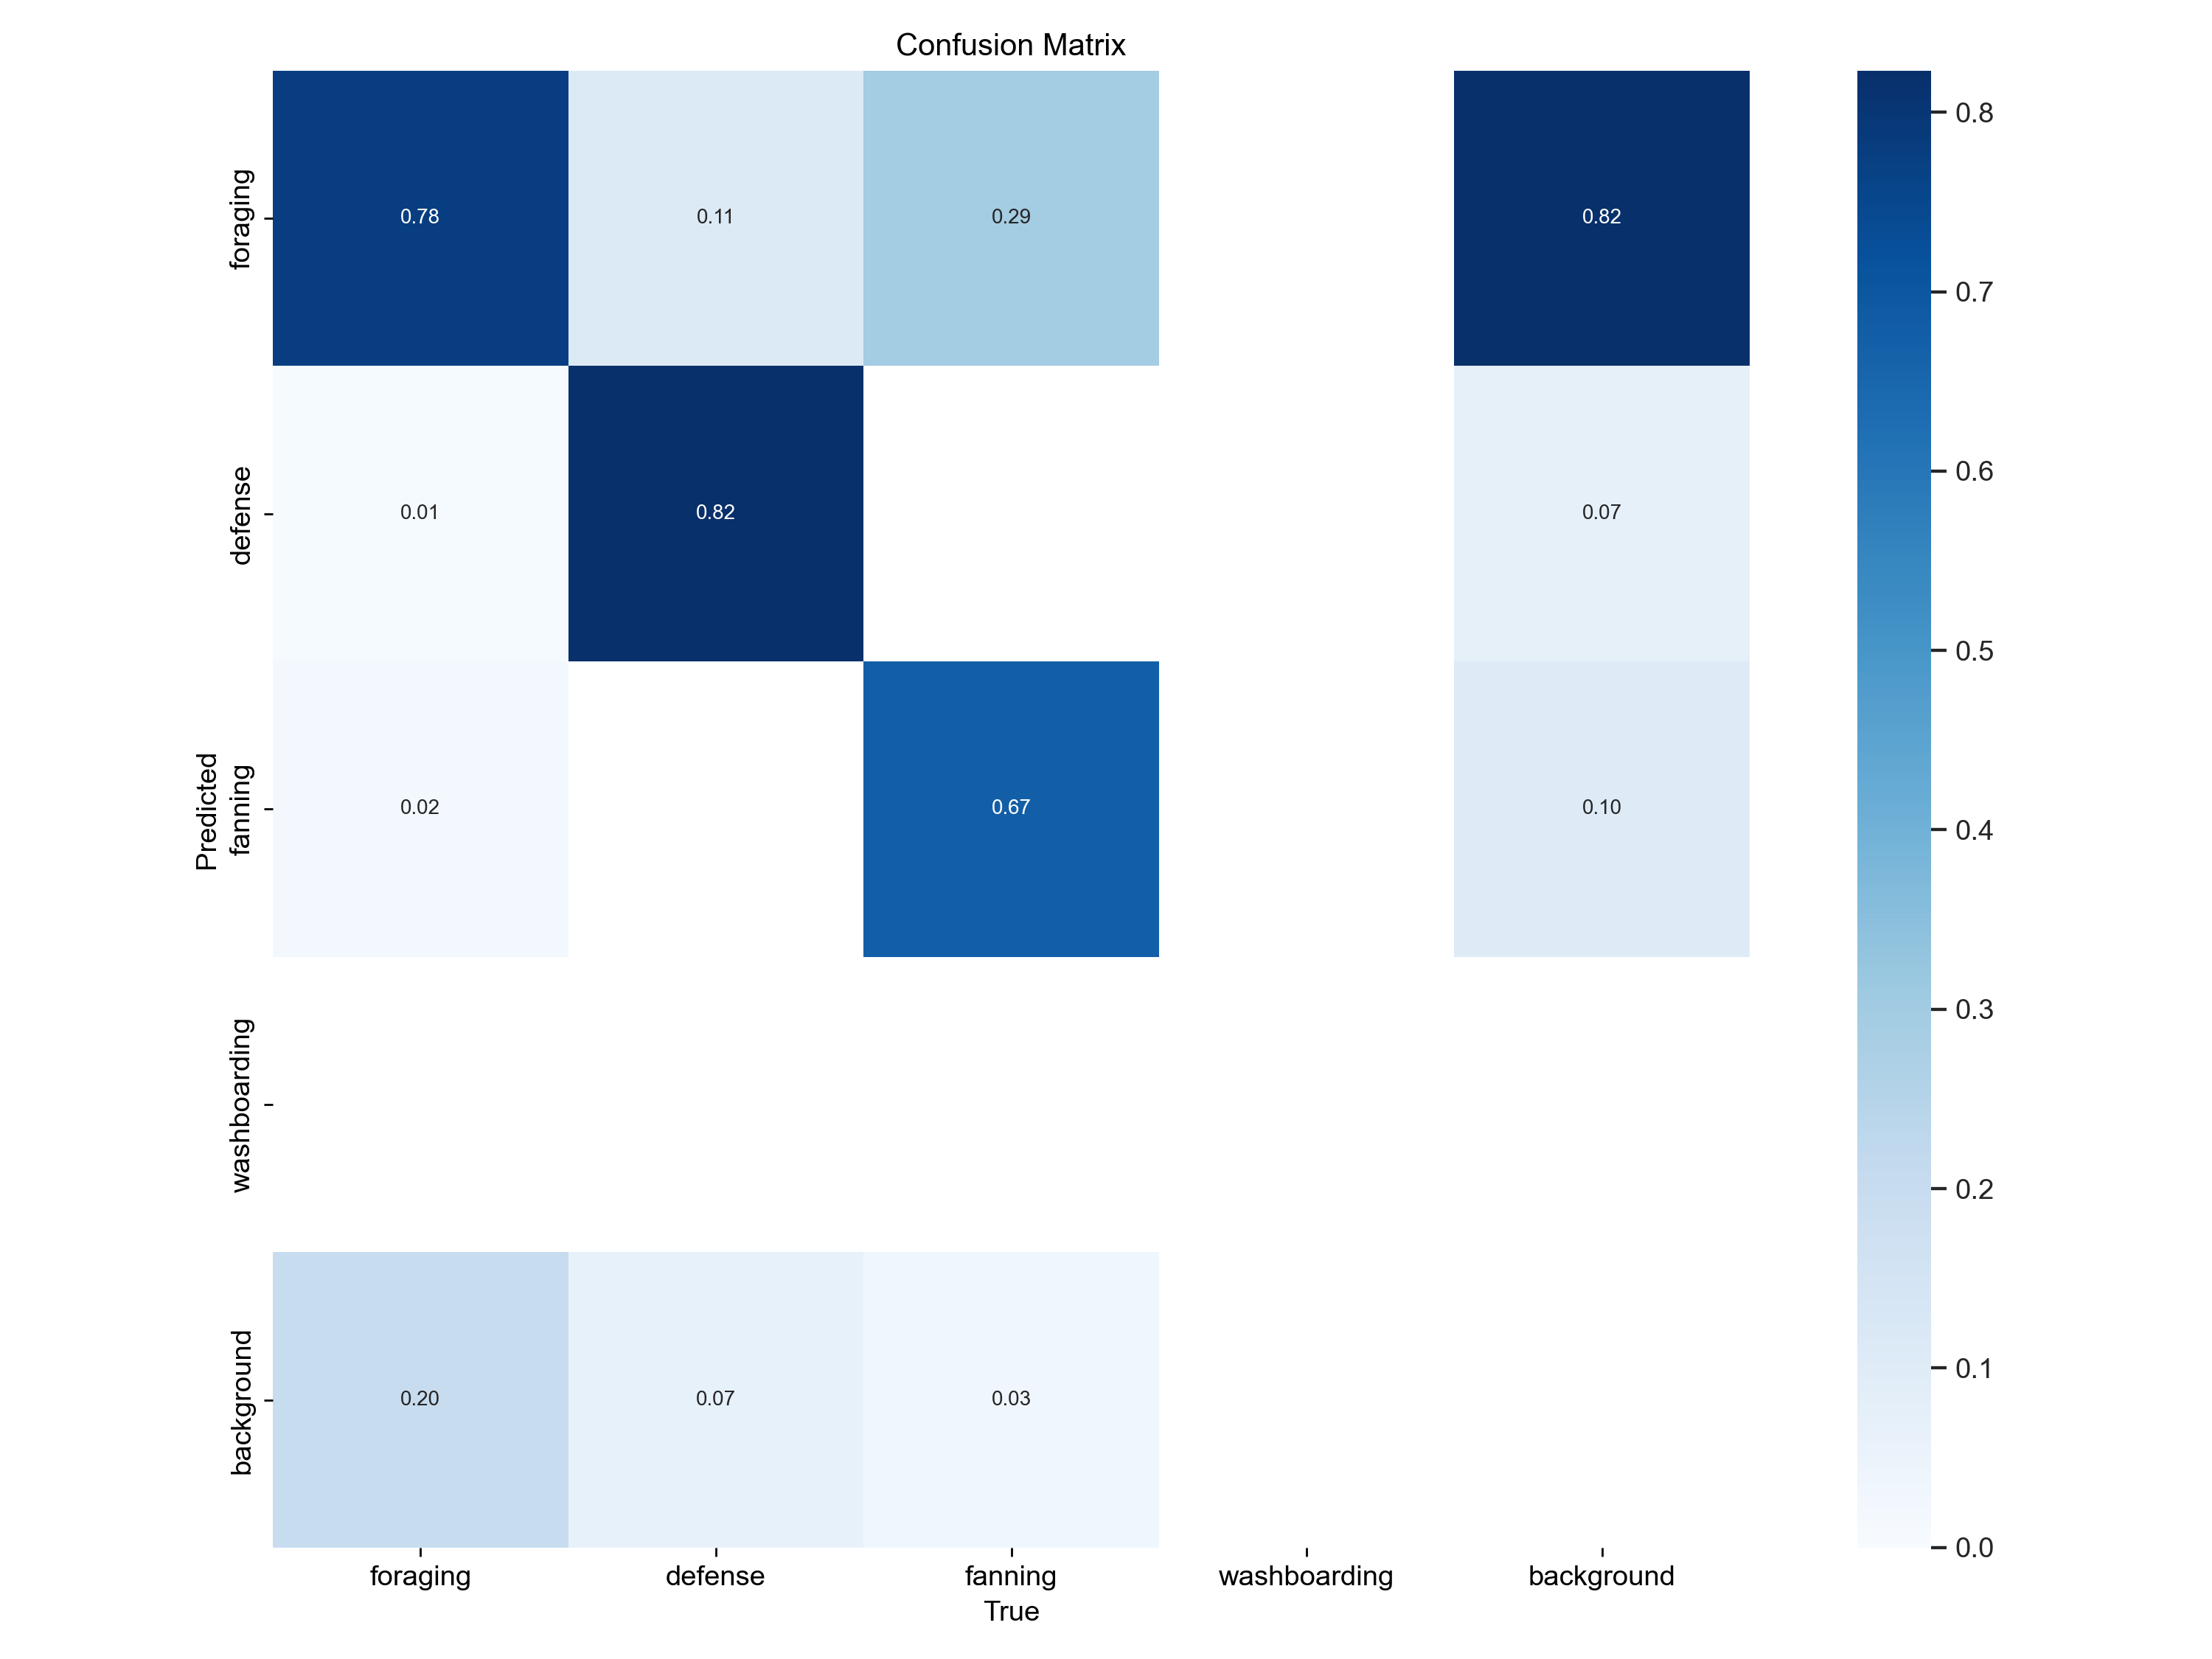 Confusion Matrix
foraging
0.78
0.11
0.29
0.82
defense
0.01
0.82
0.07
Predicted
fanning
0.02
0.67
0.10
washboarding
background
0.20
0.07
0.03
foraging
defense
fanning
washboarding
background
True
0.8
0.7
0.6
0.5
0.4
0.3
0.2
0.1
0.0